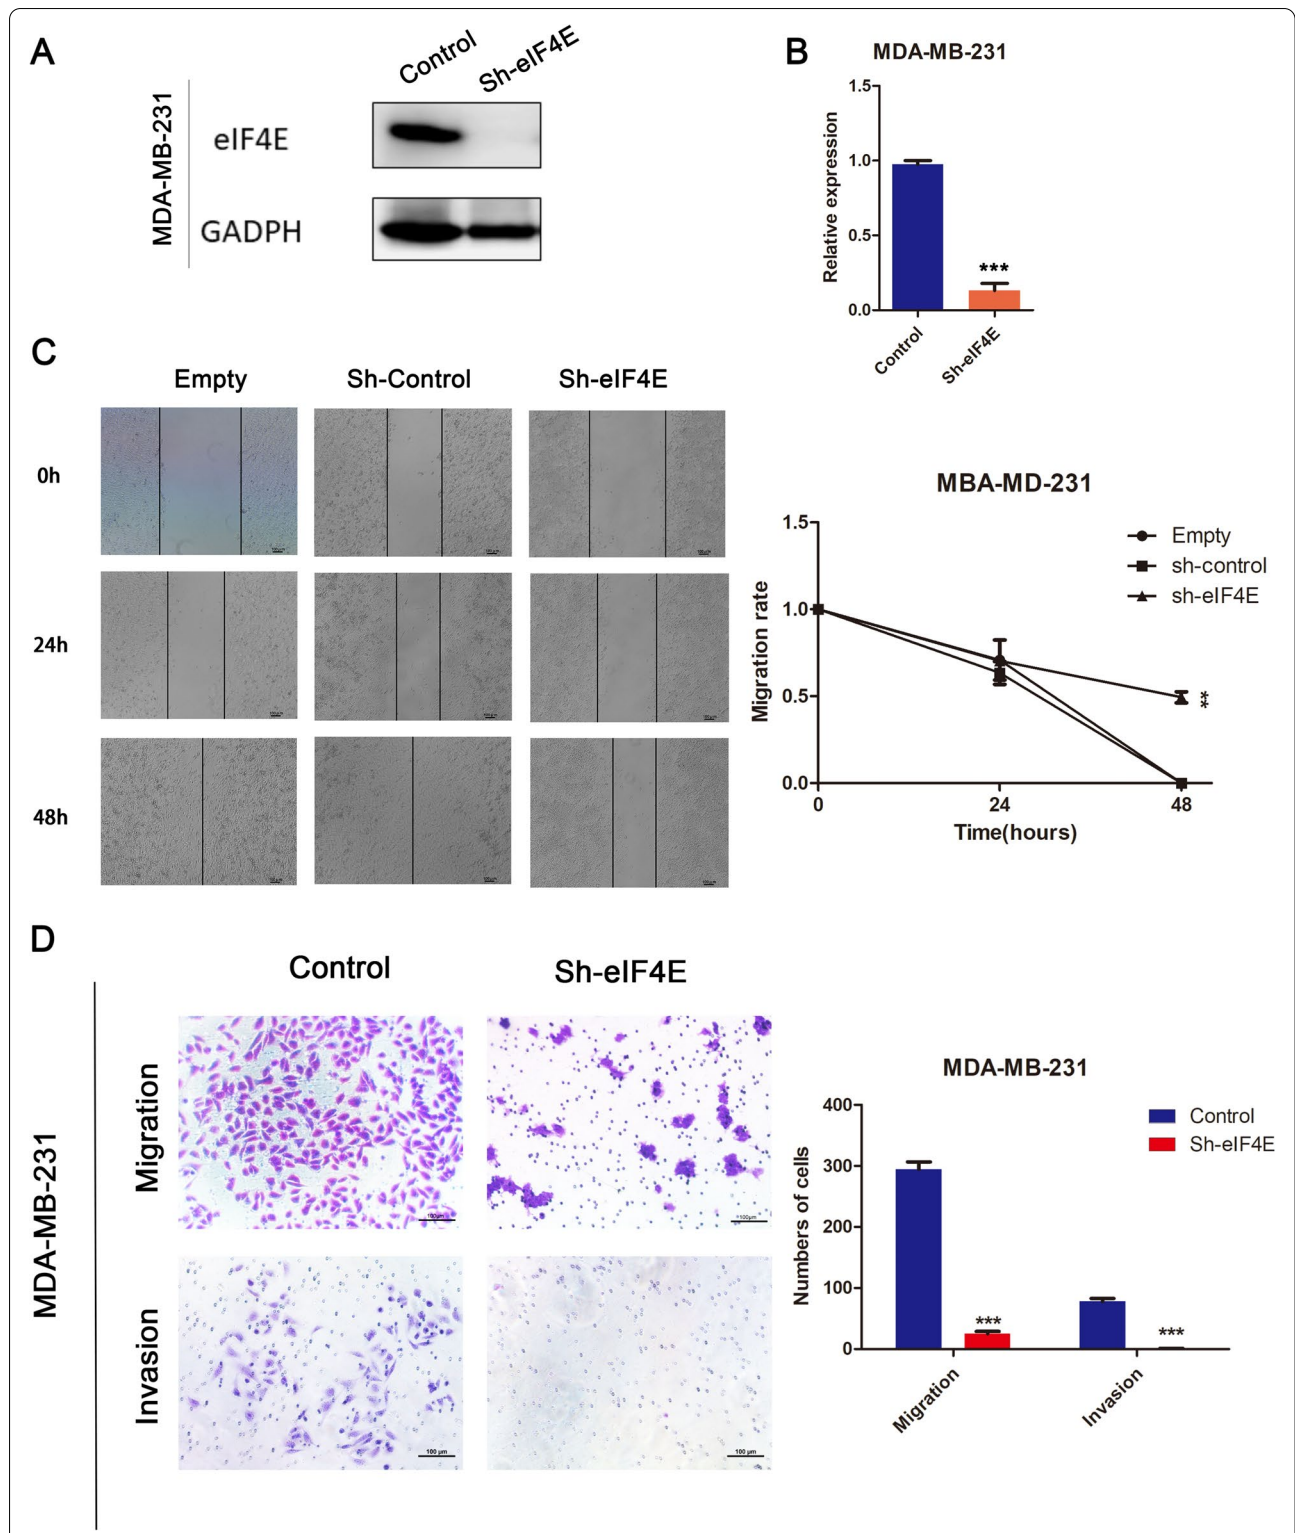 A
Control
Sh-eIF4E
MDA-MB-231
eIF4E
GADPH
B
MDA-MB-231
Relative expression
1.5
1.0
0.5
0.0
***
Control
Sh-eIF4E
C
Empty
Sh-Control
Sh-eIF4E
0h
24h
48h
MBA-MD-231
Migration rate
1.5
1.0
0.5
0.0
0
24
48
Time(hours)
Empty
sh-control
sh-eIF4E
**
D
Control
Sh-eIF4E
MDA-MB-231
Migration
Invasion
100μm
100μm
100 μm
100 μm
MDA-MB-231
Numbers of cells
400
300
200
100
0
Control
Sh-eIF4E
***
***
Migration
Invasion